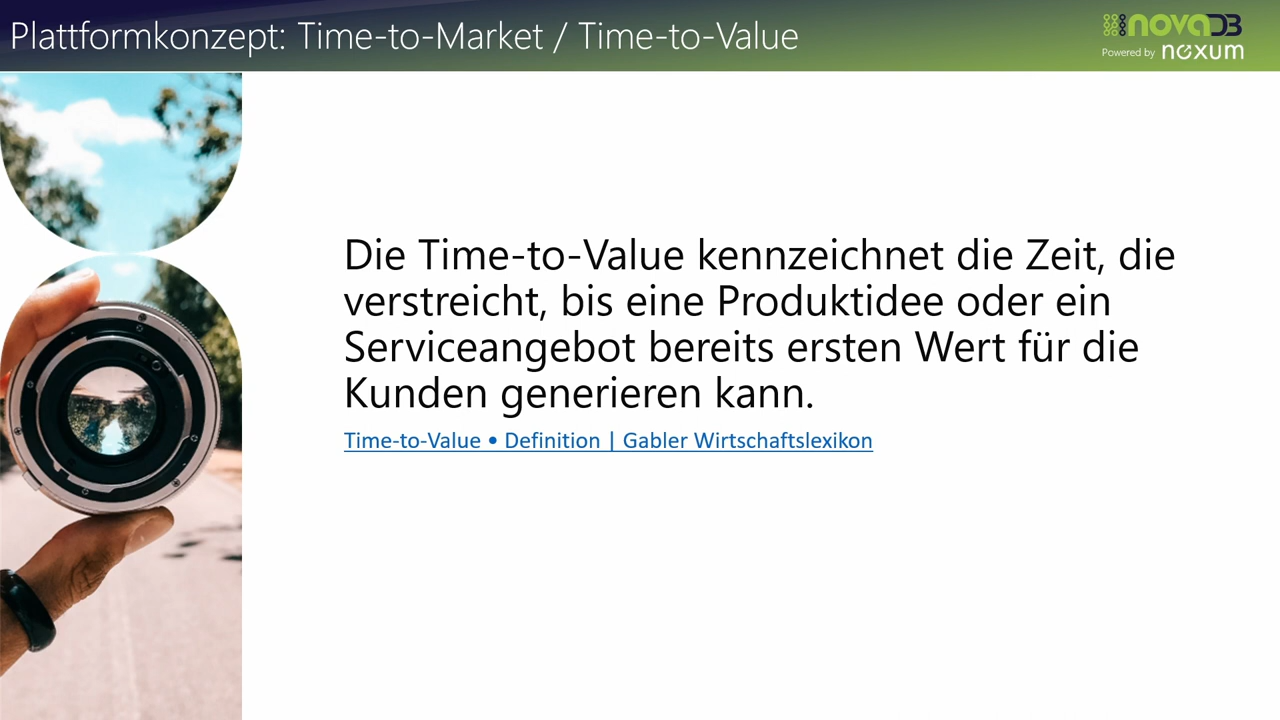 Plattformkonzept: Time-to-Market / Time-to-Value
novaDB
Powered by noxum
Die Time-to-Value kennzeichnet die Zeit, die
verstreicht, bis eine Produktidee oder ein
Serviceangebot bereits ersten Wert für die
Kunden generieren kann.
Time-to-Value • Definition | Gabler Wirtschaftslexikon